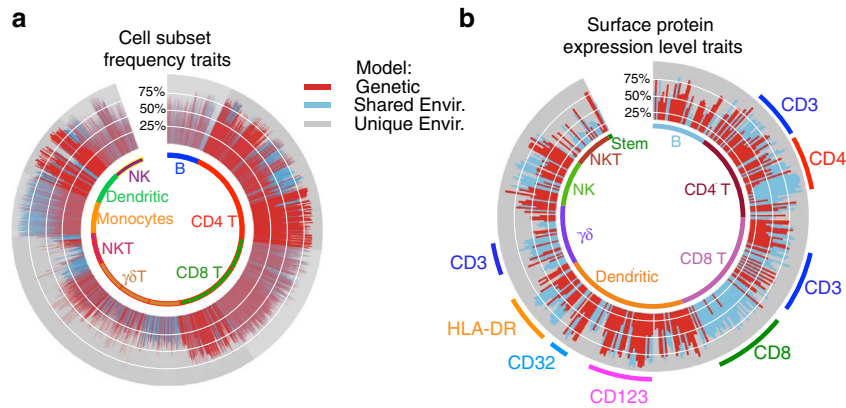 a
Cell subset
frequency traits
75%
50%
25%
B
CD4 T
CD8 T
γδT
NKT
Monocytes
Dendritic
NK
Model:
Genetic
Shared Envir.
Unique Envir.
b
Surface protein
expression level traits
75%
50%
25%
B
CD4 T
CD8 T
Dendritic
γδ
NK
NKT
Stem
CD3
CD4
CD3
CD8
CD123
CD32
HLA-DR
CD3